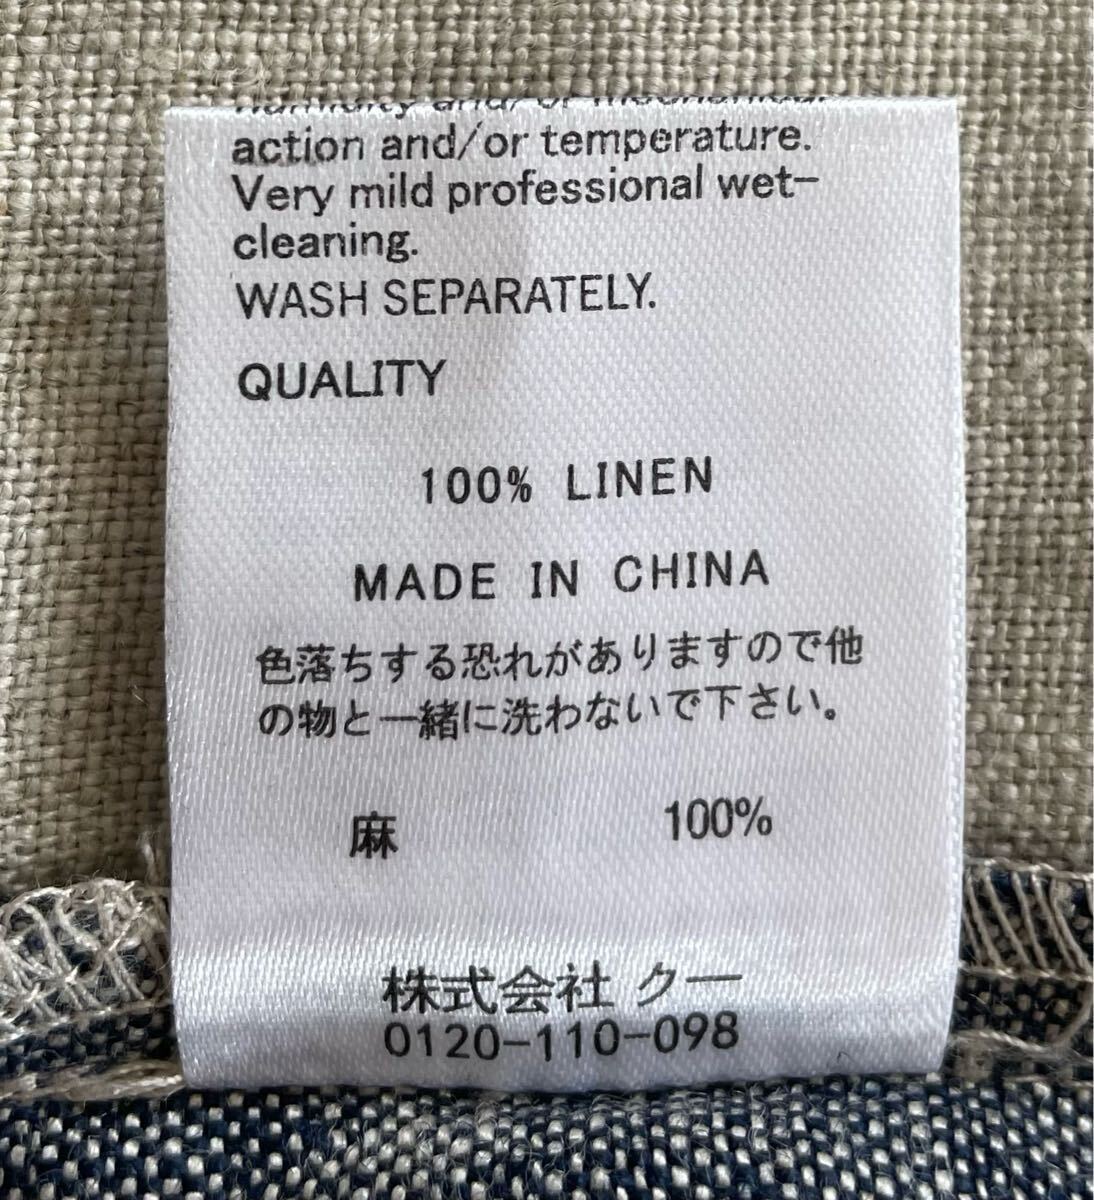 action and/or temperature.
Very mild professional wet-
cleaning.
WASH SEPARATELY.
QUALITY
100% LINEN
MADE IN CHINA
色落ちする恐れがありますので他
の物と一緒に洗わないで下さい。
麻 100%
株式会社 クー
0120-110-098